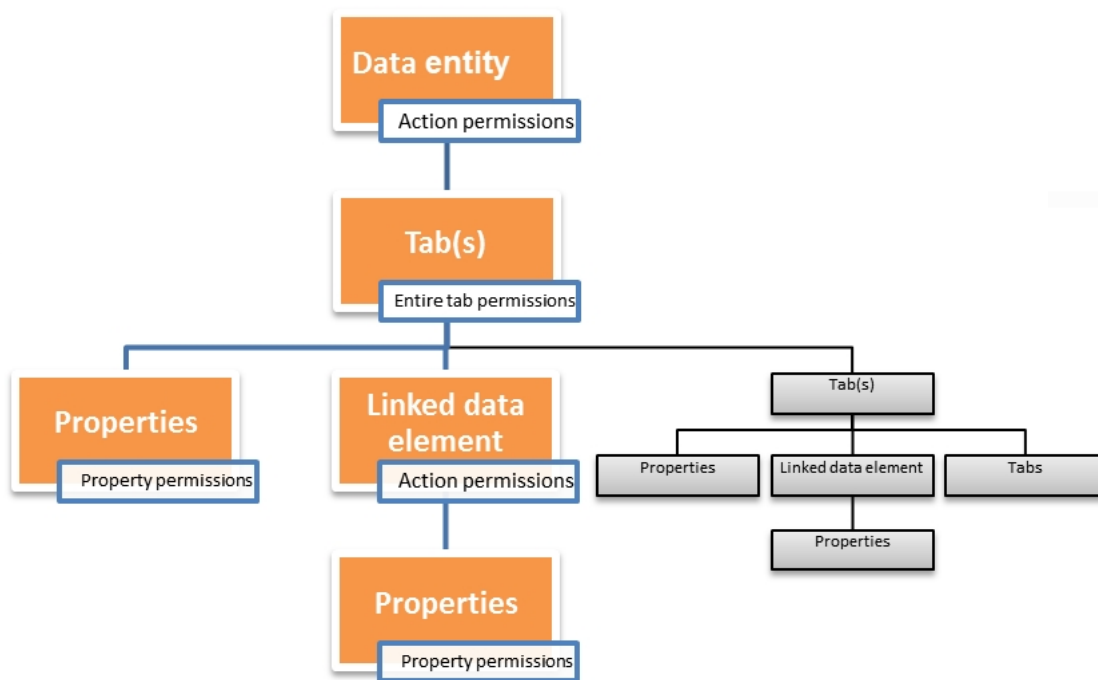 Data entity
Action permissions
Tab(s)
Entire tab permissions
Properties
Property permissions
Linked data
element
Action permissions
Tab(s)
Properties
Linked data element
Tabs
Properties
Properties
Property permissions